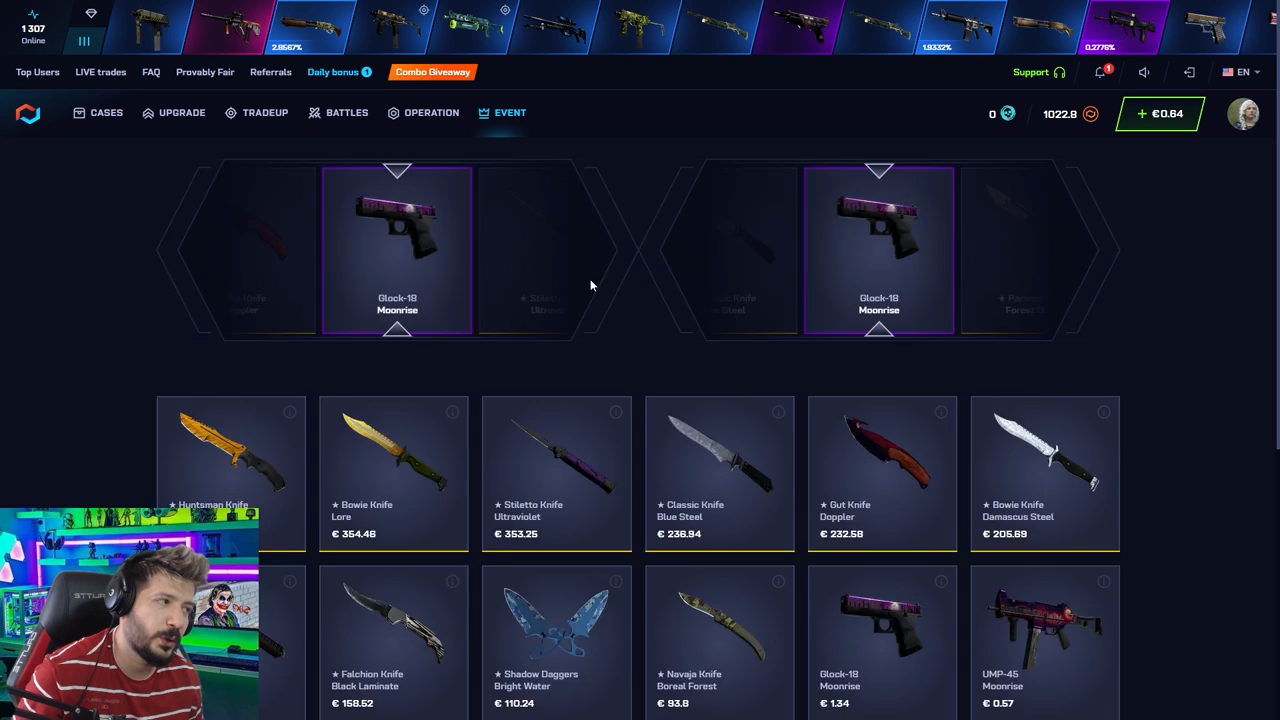 1 307
Online
2.8567%
1.9332%
0.2776%
Top Users
LIVE trades
FAQ
Provably Fair
Referrals
Daily bonus 1
Combo Giveaway
Support
1
EN
CASES
UPGRADE
TRADEUP
BATTLES
OPERATION
EVENT
0
1022.8
+ €0.64
Glock-18
Moonrise
★ Stiletto
Ultraviolet
Glock-18
Moonrise
★ Huntsman Knife
★ Bowie Knife
Lore
€ 354.46
★ Stiletto Knife
Ultraviolet
€ 353.25
★ Classic Knife
Blue Steel
€ 236.94
★ Gut Knife
Doppler
€ 232.56
★ Bowie Knife
Damascus Steel
€ 205.69
★ Falchion Knife
Black Laminate
€ 158.52
★ Shadow Daggers
Bright Water
€ 110.24
★ Navaja Knife
Boreal Forest
€ 93.8
Glock-18
Moonrise
€ 1.34
UMP-45
Moonrise
€ 0.57